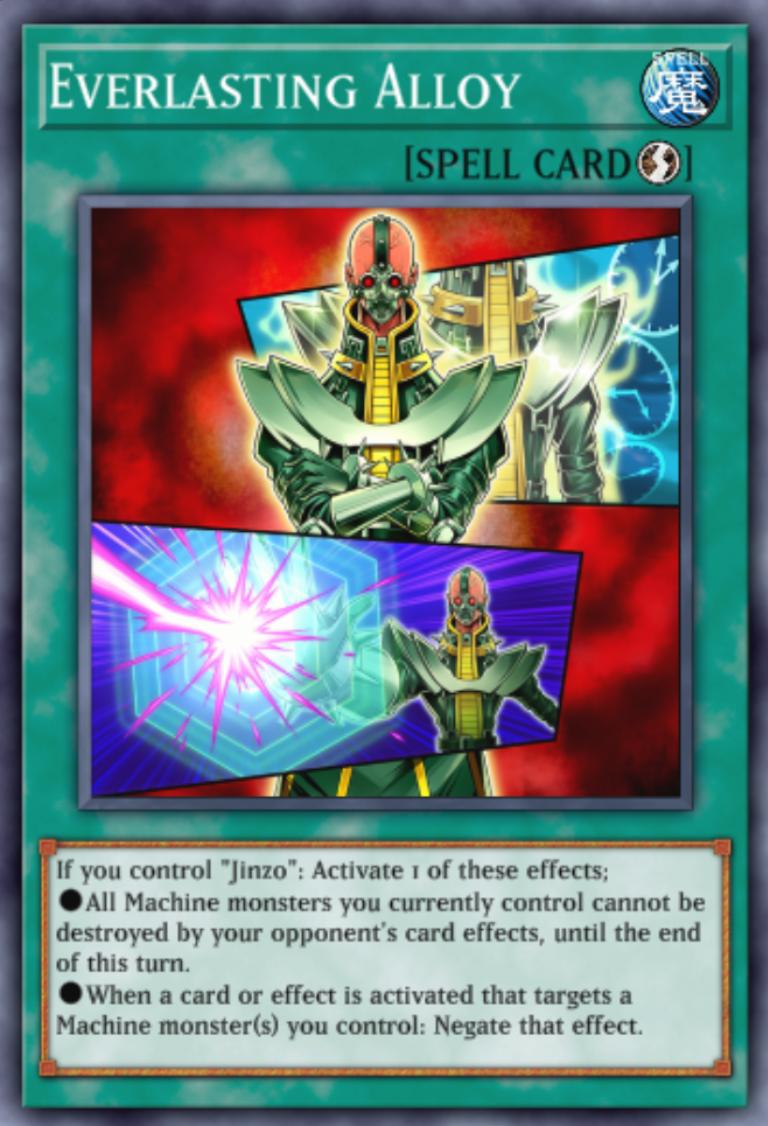 EVERLASTING ALLOY
SPELL
魔
[SPELL CARD]
If you control "Jinzo": Activate 1 of these effects;
●All Machine monsters you currently control cannot be
destroyed by your opponent's card effects, until the end
of this turn.
●When a card or effect is activated that targets a
Machine monster(s) you control: Negate that effect.